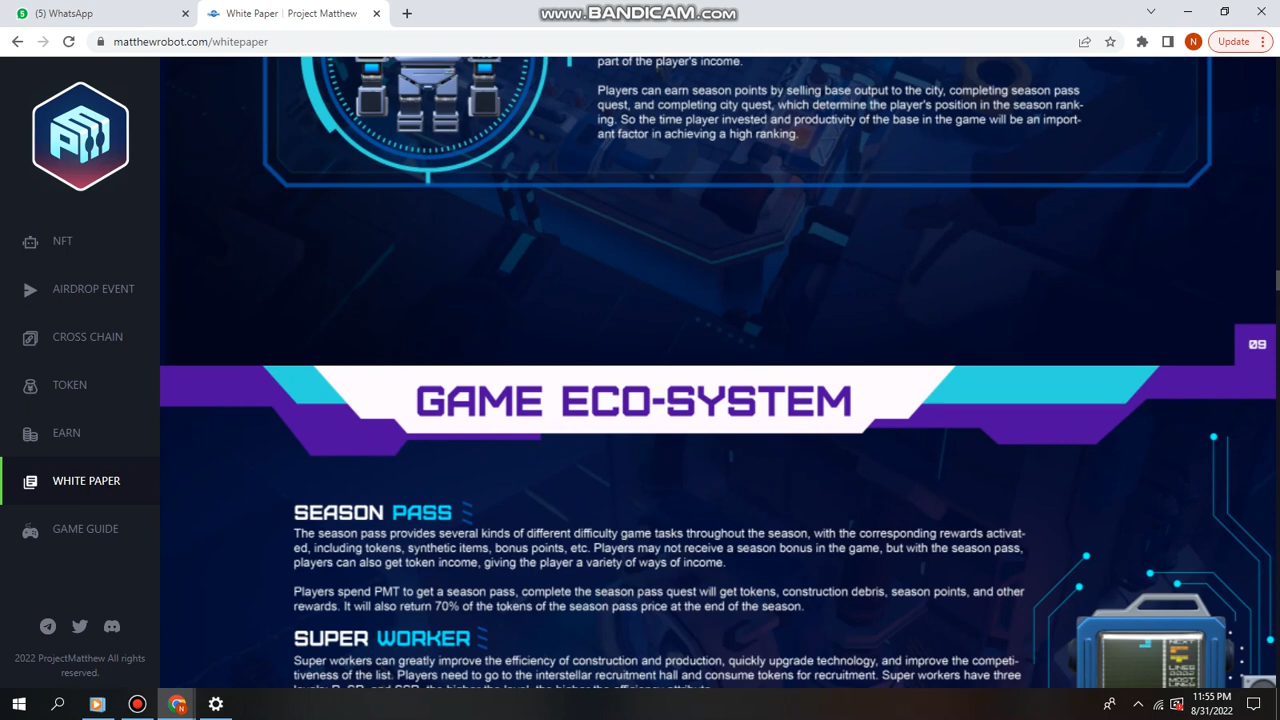 (5) WhatsApp
White Paper | Project Matthew
www.BANDICAM.com
matthewrobot.com/whitepaper
N
Update
part of the player's income.
Players can earn season points by selling base output to the city, completing season pass
quest, and completing city quest, which determine the player's position in the season rank-
ing. So the time player invested and productivity of the base in the game will be an import-
ant factor in achieving a high ranking.
NFT
AIRDROP EVENT
CROSS CHAIN
TOKEN
EARN
WHITE PAPER
GAME GUIDE
2022 ProjectMatthew All rights
reserved.
09
GAME ECO-SYSTEM
SEASON PASS
The season pass provides several kinds of different difficulty game tasks throughout the season, with the corresponding rewards activat-
ed, including tokens, synthetic items, bonus points, etc. Players may not receive a season bonus in the game, but with the season pass,
players can also get token income, giving the player a variety of ways of income.
Players spend PMT to get a season pass, complete the season pass quest will get tokens, construction debris, season points, and other
rewards. It will also return 70% of the tokens of the season pass price at the end of the season.
SUPER WORKER
Super workers can greatly improve the efficiency of construction and production, quickly upgrade technology, and improve the competi-
tiveness of the list. Players need to go to the interstellar recruitment hall and consume tokens for recruitment. Super workers have three
NEXT
LINES
11:55 PM
8/31/2022